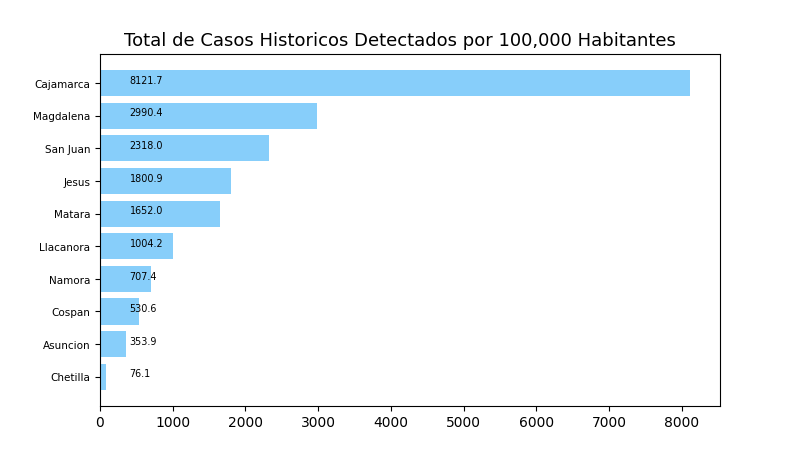 Total de Casos Historicos Detectados por 100,000 Habitantes
Cajamarca 8121.7
Magdalena 2990.4
San Juan 2318.0
Jesus 1800.9
Matara 1652.0
Llacanora 1004.2
Namora 707.4
Cospan 530.6
Asuncion 353.9
Chetilla 76.1
0 1000 2000 3000 4000 5000 6000 7000 8000